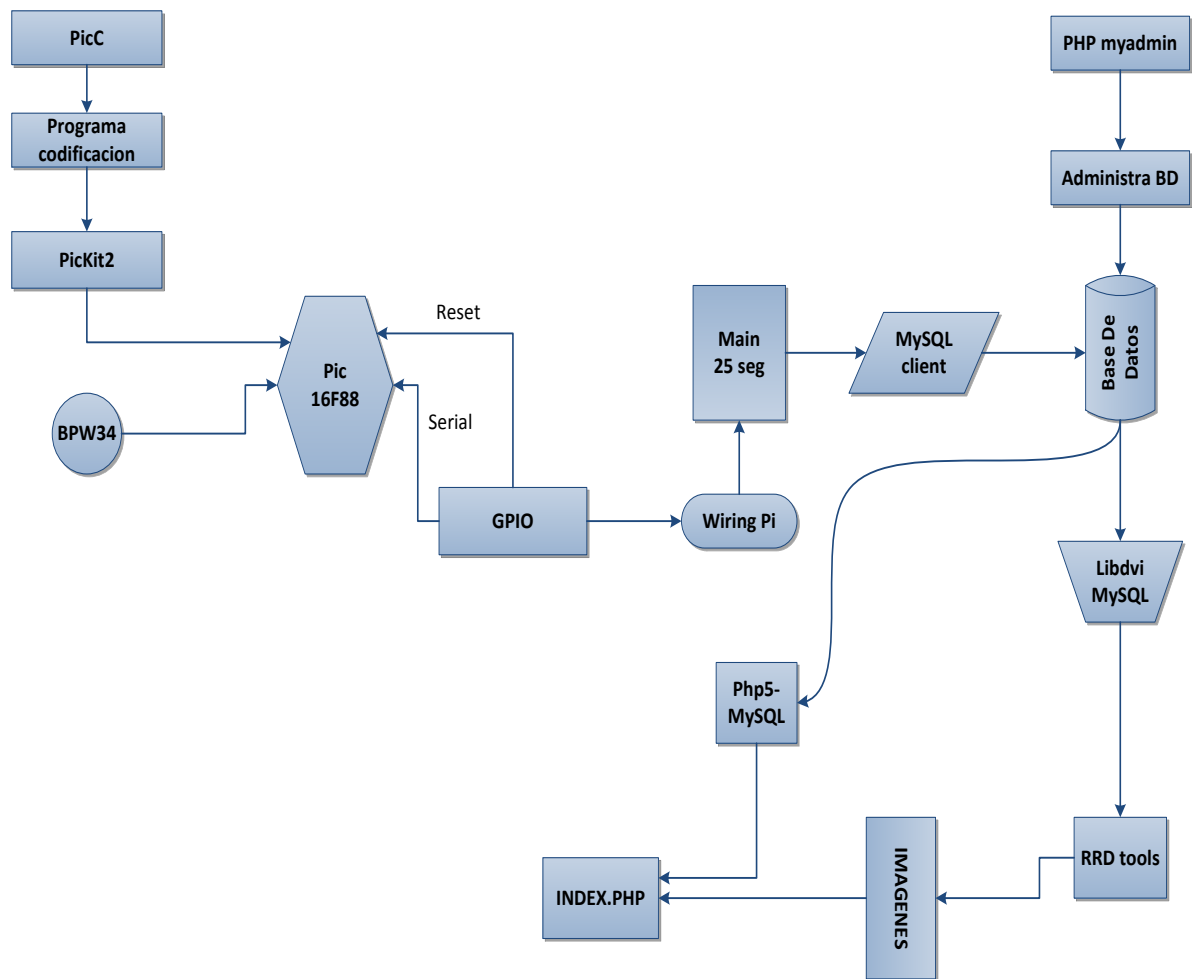 PicC
PHP myadmin
Programa
codificacion
Administra BD
PicKit2
Reset
Main
25 seg
MySQL
client
Base De
Datos
Pic
16F88
BPW34
Serial
GPIO
Wiring Pi
Libdvi
MySQL
Php5-
MySQL
RRD tools
IMAGENES
INDEX.PHP